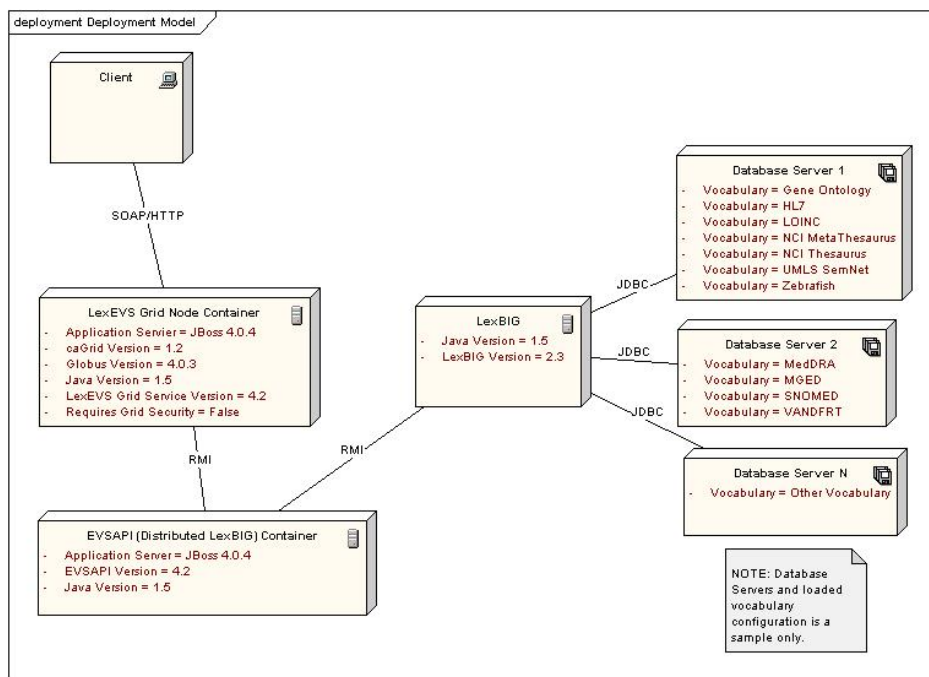 deployment Deployment Model
Client
SOAP/HTTP
LexEVS Grid Node Container
- Application Servier = JBoss 4.0.4
- caGrid Version = 1.2
- Globus Version = 4.0.3
- Java Version = 1.5
- LexEVS Grid Service Version = 4.2
- Requires Grid Security = False
RMI
EVSAPI (Distributed LexBIG) Container
- Application Server = JBoss 4.0.4
- EVSAPI Version = 4.2
- Java Version = 1.5
RMI
LexBIG
- Java Version = 1.5
- LexBIG Version = 2.3
JDBC
Database Server 1
- Vocabulary = Gene Ontology
- Vocabulary = HL7
- Vocabulary = LOINC
- Vocabulary = NCI MetaThesaurus
- Vocabulary = NCI Thesaurus
- Vocabulary = UMLS SemNet
- Vocabulary = Zebrafish
JDBC
Database Server 2
- Vocabulary = MedDRA
- Vocabulary = MGED
- Vocabulary = SNOMED
- Vocabulary = VANDFRT
JDBC
Database Server N
- Vocabulary = Other Vocabulary
NOTE: Database
Servers and loaded
vocabulary
configuration is a
sample only.